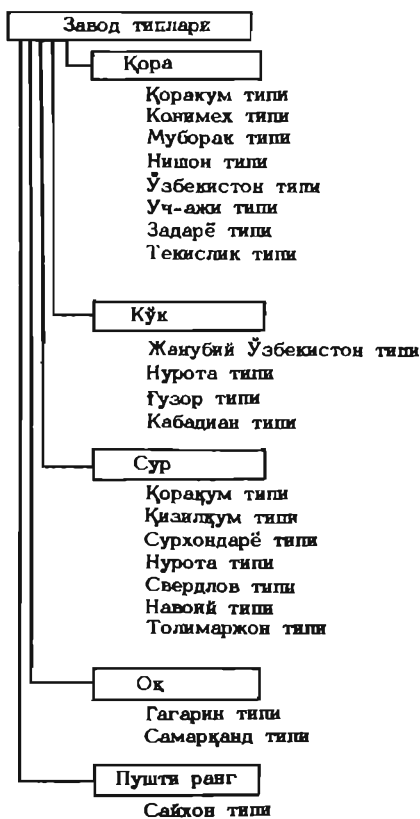 Завод типлари
Қора
Қоракум типи
Конимех типи
Муборак типи
Нишон типи
Ўзбекистон типи
Уч-ажи типи
Задарё типи
Текислик типи
Кўк
Жанубий Ўзбекистон типи
Нурота типи
Ғузор типи
Кабадиан типи
Сур
Қорақум типи
Қизилқум типи
Сурхондарё типи
Нурота типи
Свердлов типи
Навоий типи
Толимаржон типи
Оқ
Гагарин типи
Самарқанд типи
Пушти ранг
Сайхон типи